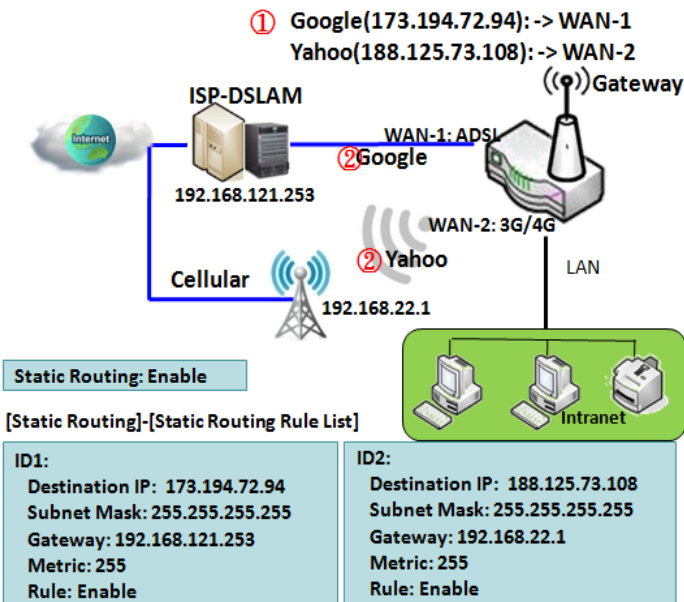 ① Google(173.194.72.94): -> WAN-1
Yahoo(188.125.73.108): -> WAN-2
Gateway
ISP-DSLAM
Internet
WAN-1: ADSL
②Google
192.168.121.253
WAN-2: 3G/4G
② Yahoo
LAN
Cellular
192.168.22.1
Static Routing: Enable
Intranet
[Static Routing]-[Static Routing Rule List]
ID1:
Destination IP: 173.194.72.94
Subnet Mask: 255.255.255.255
Gateway: 192.168.121.253
Metric: 255
Rule: Enable
ID2:
Destination IP: 188.125.73.108
Subnet Mask: 255.255.255.255
Gateway: 192.168.22.1
Metric: 255
Rule: Enable